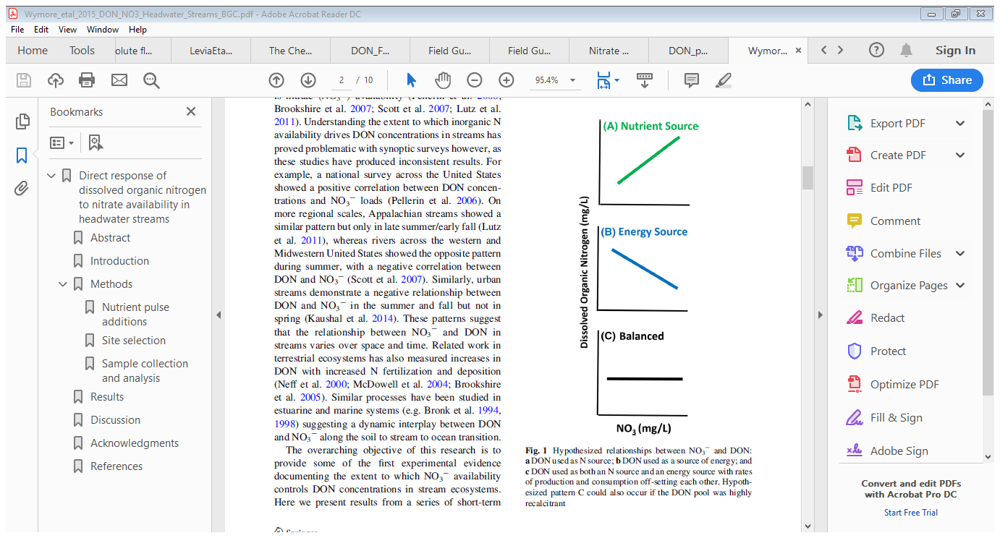 Wymore_etal_2015_DON_NO3_Headwater_Streams_BGC.pdf - Adobe Acrobat Reader DC
File Edit View Window Help
Home Tools olute fl... LeviaEta... The Che... DON_F... Field Gu... Field Gu... Nitrate ... DON_p... Wymor... × Sign In
2 / 10 95.4% Share
Bookmarks
Direct response of
dissolved organic nitrogen
to nitrate availability in
headwater streams
Abstract
Introduction
Methods
Nutrient pulse
additions
Site selection
Sample collection
and analysis
Results
Discussion
Acknowledgments
References
Brookshire et al. 2007; Scott et al. 2007; Lutz et al.
2011). Understanding the extent to which inorganic N
availability drives DON concentrations in streams has
proved problematic with synoptic surveys however, as
these studies have produced inconsistent results. For
example, a national survey across the United States
showed a positive correlation between DON concen-
trations and NO₃⁻ loads (Pellerin et al. 2006). On
more regional scales, Appalachian streams showed a
similar pattern but only in late summer/early fall (Lutz
et al. 2011), whereas rivers across the western and
Midwestern United States showed the opposite pattern
during summer, with a negative correlation between
DON and NO₃⁻ (Scott et al. 2007). Similarly, urban
streams demonstrate a negative relationship between
DON and NO₃⁻ in the summer and fall but not in
spring (Kaushal et al. 2014). These patterns suggest
that the relationship between NO₃⁻ and DON in
streams varies over space and time. Related work in
terrestrial ecosystems has also measured increases in
DON with increased N fertilization and deposition
(Neff et al. 2000; McDowell et al. 2004; Brookshire
et al. 2005). Similar processes have been studied in
estuarine and marine systems (e.g. Bronk et al. 1994,
1998) suggesting a dynamic interplay between DON
and NO₃⁻ along the soil to stream to ocean transition.
The overarching objective of this research is to
provide some of the first experimental evidence
documenting the extent to which NO₃⁻ availability
controls DON concentrations in stream ecosystems.
Here we present results from a series of short-term
(A) Nutrient Source
(B) Energy Source
(C) Balanced
Dissolved Organic Nitrogen (mg/L)
NO₃ (mg/L)
Fig. 1 Hypothesized relationships between NO₃⁻ and DON:
a DON used as N source; b DON used as a source of energy; and
c DON used as both an N source and an energy source with rates
of production and consumption off-setting each other. Hypoth-
esized pattern C could also occur if the DON pool was highly
recalcitrant
Export PDF
Create PDF
Edit PDF
Comment
Combine Files
Organize Pages
Redact
Protect
Optimize PDF
Fill & Sign
Adobe Sign
Convert and edit PDFs
with Acrobat Pro DC
Start Free Trial